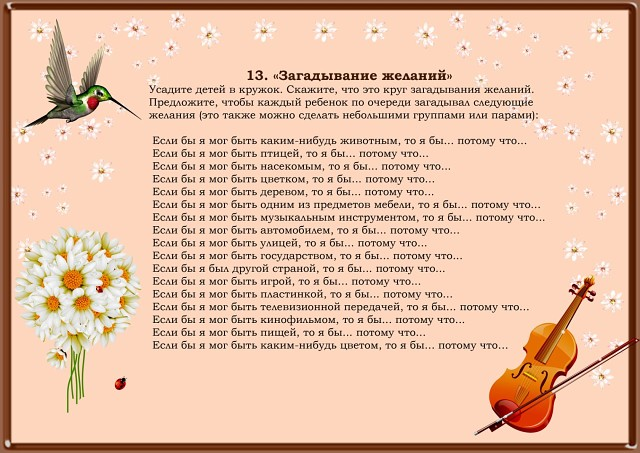 13. «Загадывание желаний»
Усадите детей в кружок. Скажите, что это круг загадывания желаний.
Предложите, чтобы каждый ребенок по очереди загадывал следующие
желания (это также можно сделать небольшими группами или парами):
Если бы я мог быть каким-нибудь животным, то я бы... потому что...
Если бы я мог быть птицей, то я бы... потому что...
Если бы я мог быть насекомым, то я бы... потому что...
Если бы я мог быть цветком, то я бы... потому что...
Если бы я мог быть деревом, то я бы... потому что...
Если бы я мог быть одним из предметов мебели, то я бы... потому что...
Если бы я мог быть музыкальным инструментом, то я бы... потому что...
Если бы я мог быть автомобилем, то я бы... потому что...
Если бы я мог быть улицей, то я бы... потому что...
Если бы я мог быть государством, то я бы... потому что...
Если бы я был другой страной, то я бы... потому что...
Если бы я мог быть игрой, то я бы... потому что...
Если бы я мог быть пластинкой, то я бы... потому что...
Если бы я мог быть телевизионной передачей, то я бы... потому что...
Если бы я мог быть кинофильмом, то я бы... потому что...
Если бы я мог быть пищей, то я бы... потому что...
Если бы я мог быть каким-нибудь цветом, то я бы... потому что...